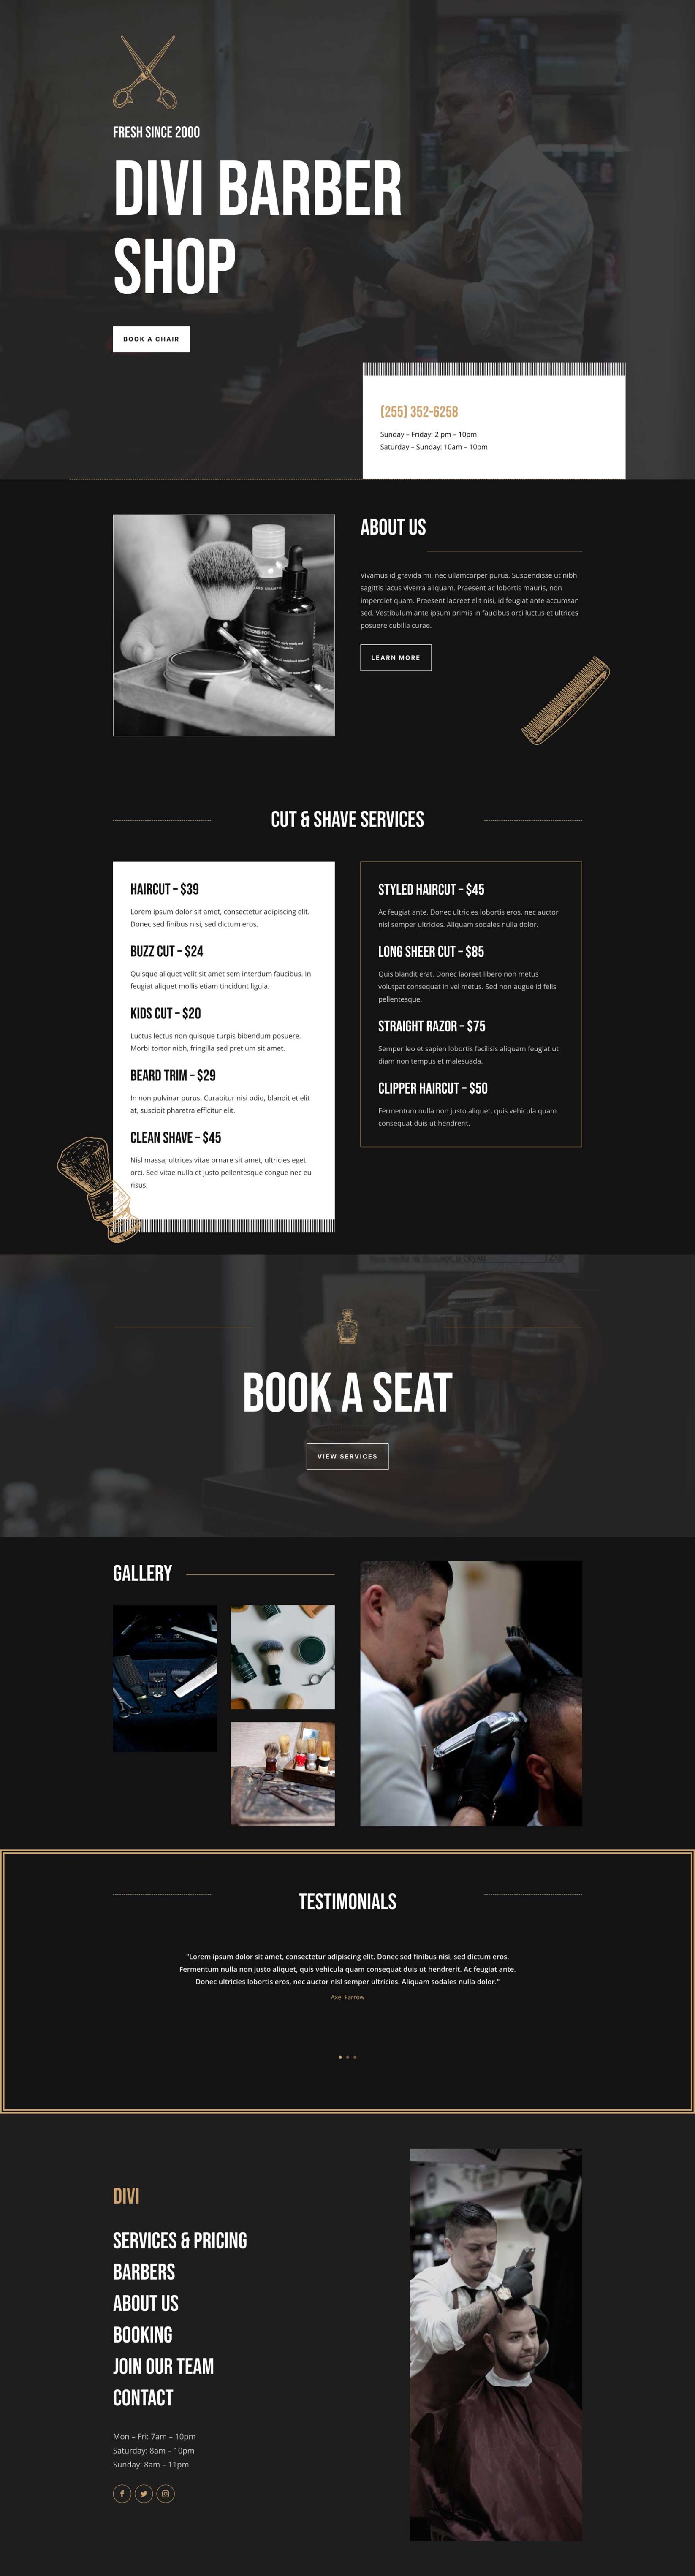 FRESH SINCE 2000
DIVI BARBER
SHOP
BOOK A CHAIR
(255) 352-6258
Sunday – Friday: 2 pm – 10pm
Saturday – Sunday: 10am – 10pm
ABOUT US
Vivamus id gravida mi, nec ullamcorper purus. Suspendisse ut nibh
sagittis lacus viverra aliquam. Praesent ac lobortis mauris, non
imperdiet quam. Praesent laoreet elit nisi, id feugiat ante accumsan
sed. Vestibulum ante ipsum primis in faucibus orci luctus et ultrices
posuere cubilia curae.
LEARN MORE
CUT & SHAVE SERVICES
HAIRCUT – $39
Lorem ipsum dolor sit amet, consectetur adipiscing elit.
Donec sed finibus nisi, sed dictum eros.
BUZZ CUT – $24
Quisque aliquet velit sit amet sem interdum faucibus. In
feugiat aliquet mollis etiam tincidunt ligula.
KIDS CUT – $20
Luctus lectus non quisque turpis bibendum posuere.
Morbi tortor nibh, fringilla sed pretium sit amet.
BEARD TRIM – $29
In non pulvinar purus. Curabitur nisi odio, blandit et elit
at, suscipit pharetra efficitur elit.
CLEAN SHAVE – $45
Nisl massa, ultrices vitae ornare sit amet, ultricies eget
orci. Sed vitae nulla et justo pellentesque congue nec eu
risus.
STYLED HAIRCUT – $45
Ac feugiat ante. Donec ultricies lobortis eros, nec auctor
nisl semper ultricies. Aliquam sodales nulla dolor.
LONG SHEER CUT – $85
Quis blandit erat. Donec laoreet libero non metus
volutpat consequat in vel metus. Sed non augue id felis
pellentesque.
STRAIGHT RAZOR – $75
Semper leo et sapien lobortis facilisis aliquam feugiat ut
diam non tempus et malesuada.
CLIPPER HAIRCUT – $50
Fermentum nulla non justo aliquet, quis vehicula quam
consequat duis ut hendrerit.
BOOK A SEAT
VIEW SERVICES
GALLERY
TESTIMONIALS
"Lorem ipsum dolor sit amet, consectetur adipiscing elit. Donec sed finibus nisi, sed dictum eros.
Fermentum nulla non justo aliquet, quis vehicula quam consequat duis ut hendrerit. Ac feugiat ante.
Donec ultricies lobortis eros, nec auctor nisl semper ultricies. Aliquam sodales nulla dolor."
Axel Farrow
DIVI
SERVICES & PRICING
BARBERS
ABOUT US
BOOKING
JOIN OUR TEAM
CONTACT
Mon – Fri: 7am – 10pm
Saturday: 8am – 10pm
Sunday: 8am – 11pm